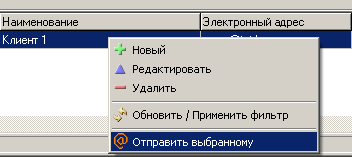 Наименование Электронный адрес
Клиент 1
Новый
Редактировать
Удалить
Обновить / Применить фильтр
Отправить выбранному